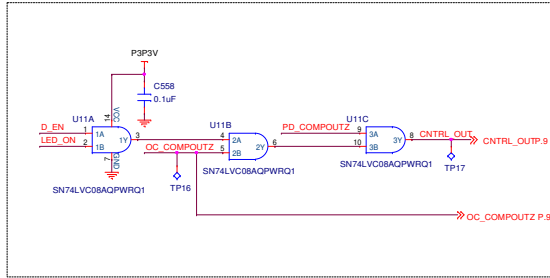 P3P3V
C558
0.1uF
U11A
14
VCC
D_EN
1
1A
1Y
3
LED_ON
2
1B
GND
7
SN74LVC08AQPWRQ1
U11B
4
2A
OC_COMPOUTZ
5
2B
2Y
6
SN74LVC08AQPWRQ1
TP16
U11C
PD_COMPOUTZ
9
3A
10
3B
3Y
8
CNTRL_OUT
CNTRL_OUTP.9
SN74LVC08AQPWRQ1
TP17
OC_COMPOUTZ P.9